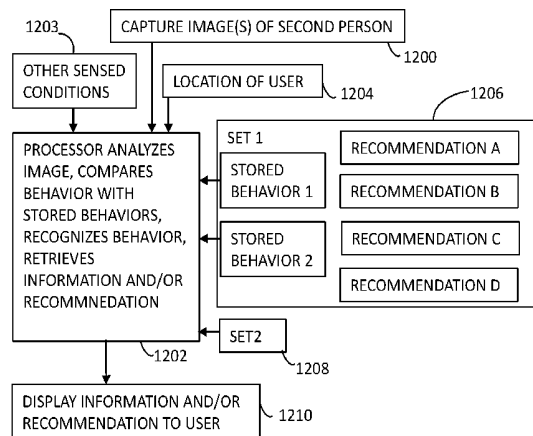 CAPTURE IMAGE(S) OF SECOND PERSON
1203
1200
OTHER SENSED
CONDITIONS
LOCATION OF USER
1204
1206
PROCESSOR ANALYZES
IMAGE, COMPARES
BEHAVIOR WITH
STORED BEHAVIORS,
RECOGNIZES BEHAVIOR,
RETRIEVES
INFORMATION AND/OR
RECOMMNEDATION
SET 1
STORED
BEHAVIOR 1
STORED
BEHAVIOR 2
RECOMMENDATION A
RECOMMENDATION B
RECOMMENDATION C
RECOMMENDATION D
SET2
1202
1208
DISPLAY INFORMATION AND/OR
RECOMMENDATION TO USER
1210